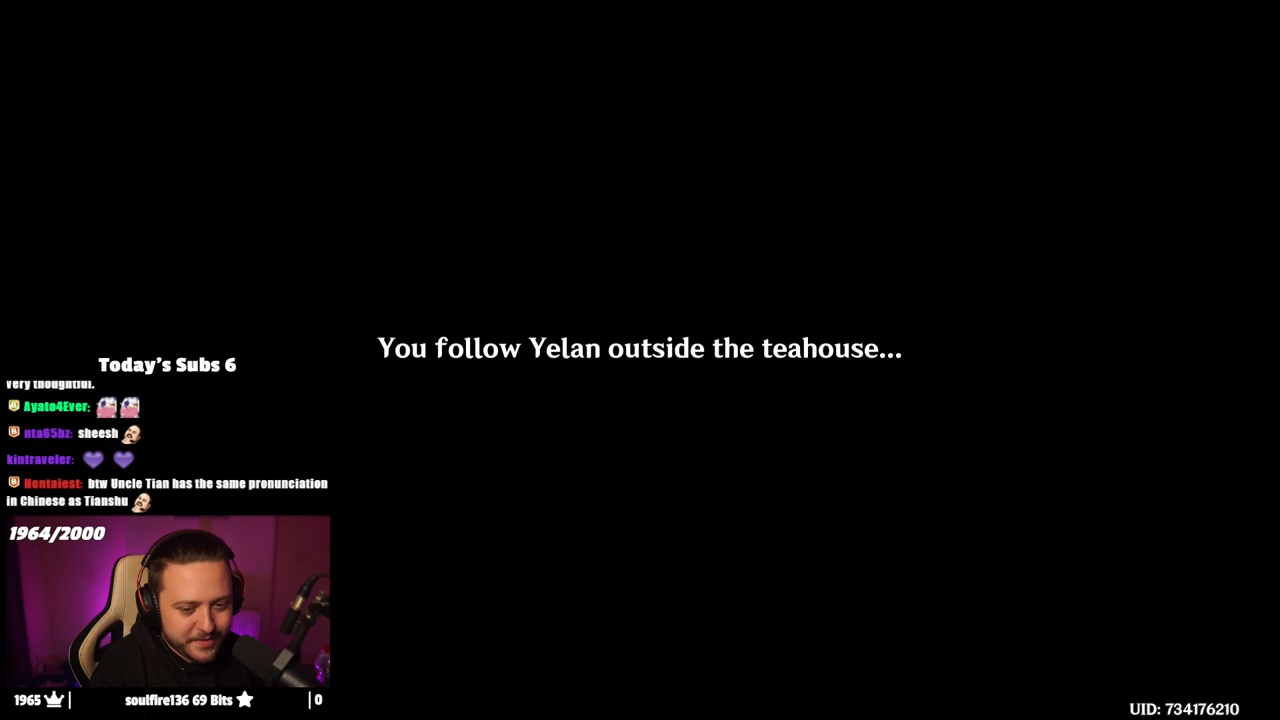 You follow Yelan outside the teahouse...
Today's Subs 6
very thoughtful.
Ayato4Ever:
nta65hz: sheesh
kintraveler:
Hentaiest: btw Uncle Tian has the same pronunciation
in Chinese as Tianshu
1964/2000
1965
soulfire136 69 Bits
0
UID: 734176210